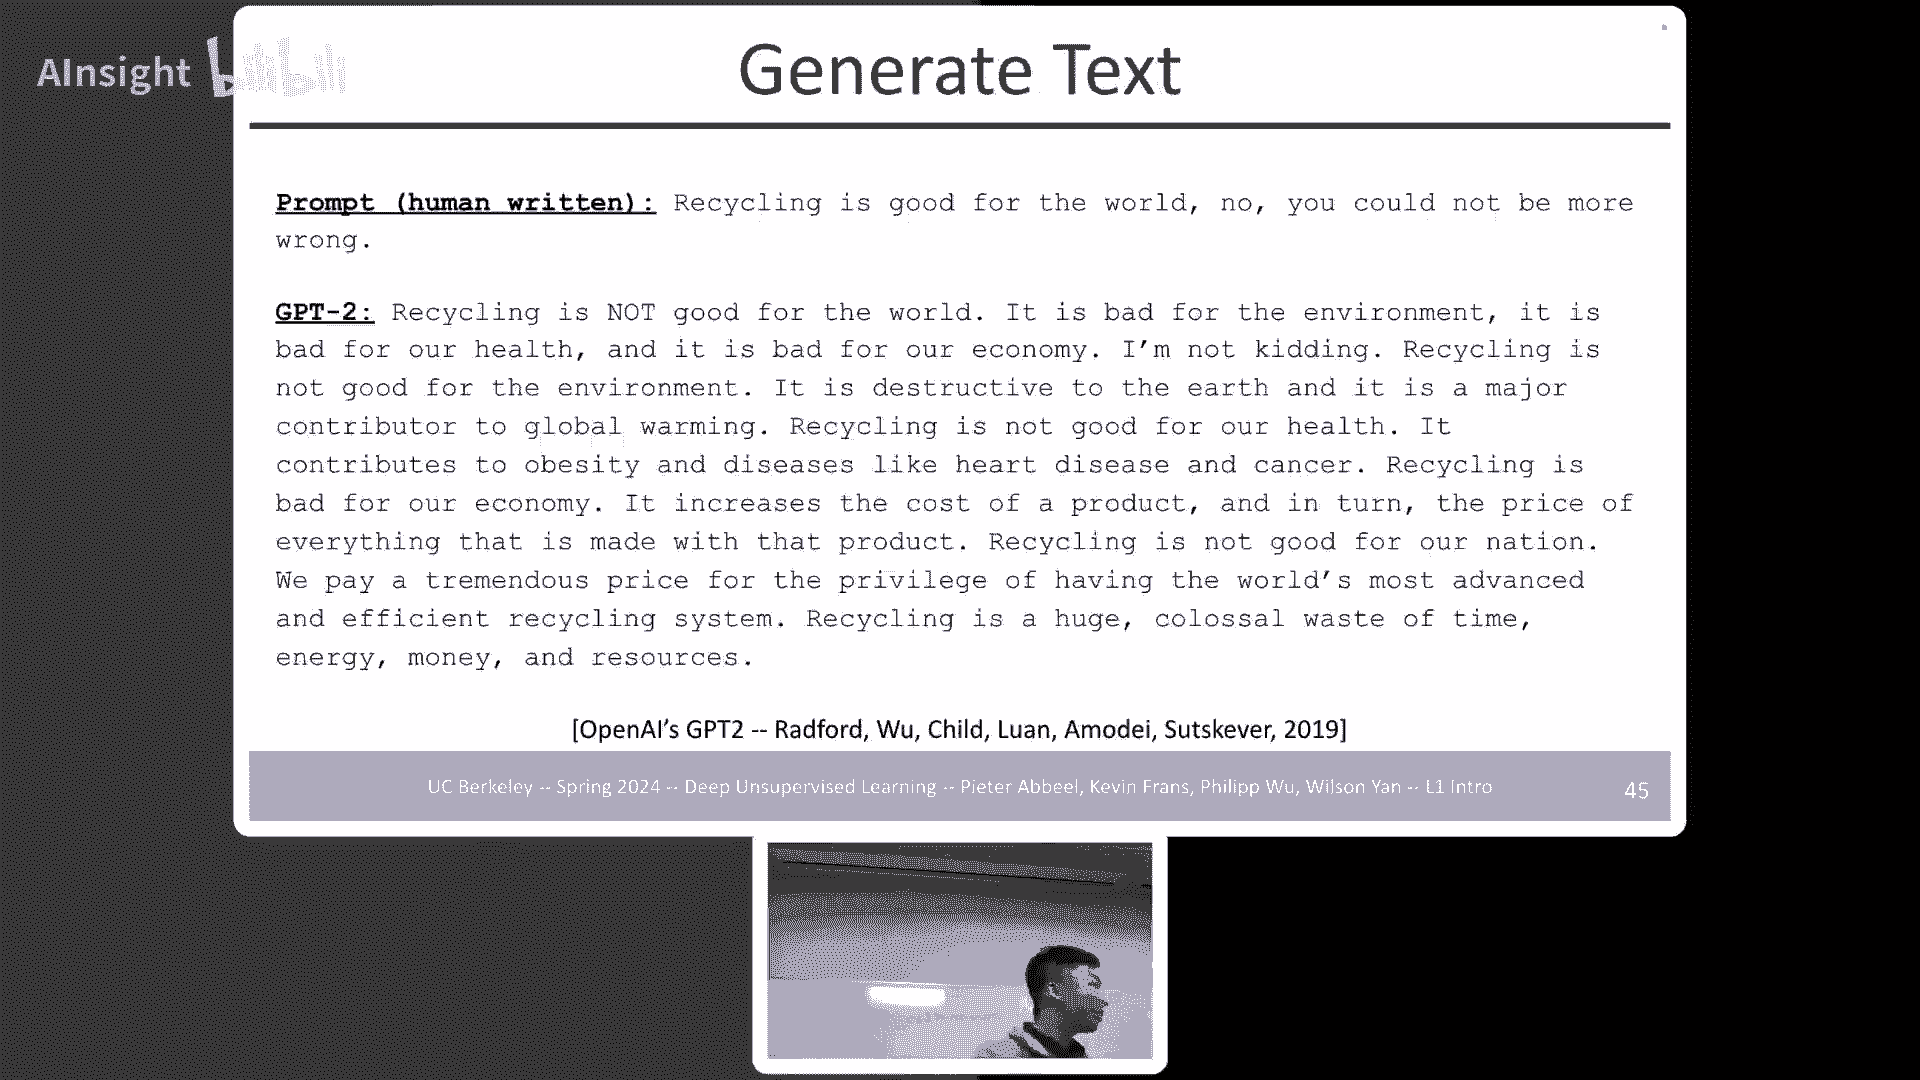 AInsight bilibili
Generate Text
Prompt (human written): Recycling is good for the world, no, you could not be more
wrong.
GPT-2: Recycling is NOT good for the world. It is bad for the environment, it is
bad for our health, and it is bad for our economy. I'm not kidding. Recycling is
not good for the environment. It is destructive to the earth and it is a major
contributor to global warming. Recycling is not good for our health. It
contributes to obesity and diseases like heart disease and cancer. Recycling is
bad for our economy. It increases the cost of a product, and in turn, the price of
everything that is made with that product. Recycling is not good for our nation.
We pay a tremendous price for the privilege of having the world's most advanced
and efficient recycling system. Recycling is a huge, colossal waste of time,
energy, money, and resources.
[OpenAI's GPT2 -- Radford, Wu, Child, Luan, Amodei, Sutskever, 2019]
UC Berkeley -- Spring 2024 -- Deep Unsupervised Learning -- Pieter Abbeel, Kevin Frans, Philipp Wu, Wilson Yan -- L1 Intro
45